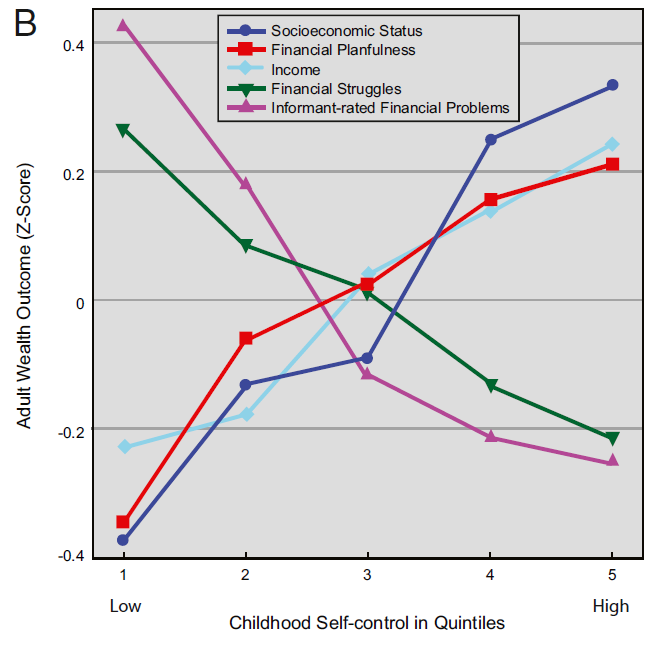 B
Socioeconomic Status
Financial Planfulness
Income
Financial Struggles
Informant-rated Financial Problems
0.4
0.2
0
-0.2
-0.4
Adult Wealth Outcome (Z-Score)
1 2 3 4 5
Low High
Childhood Self-control in Quintiles